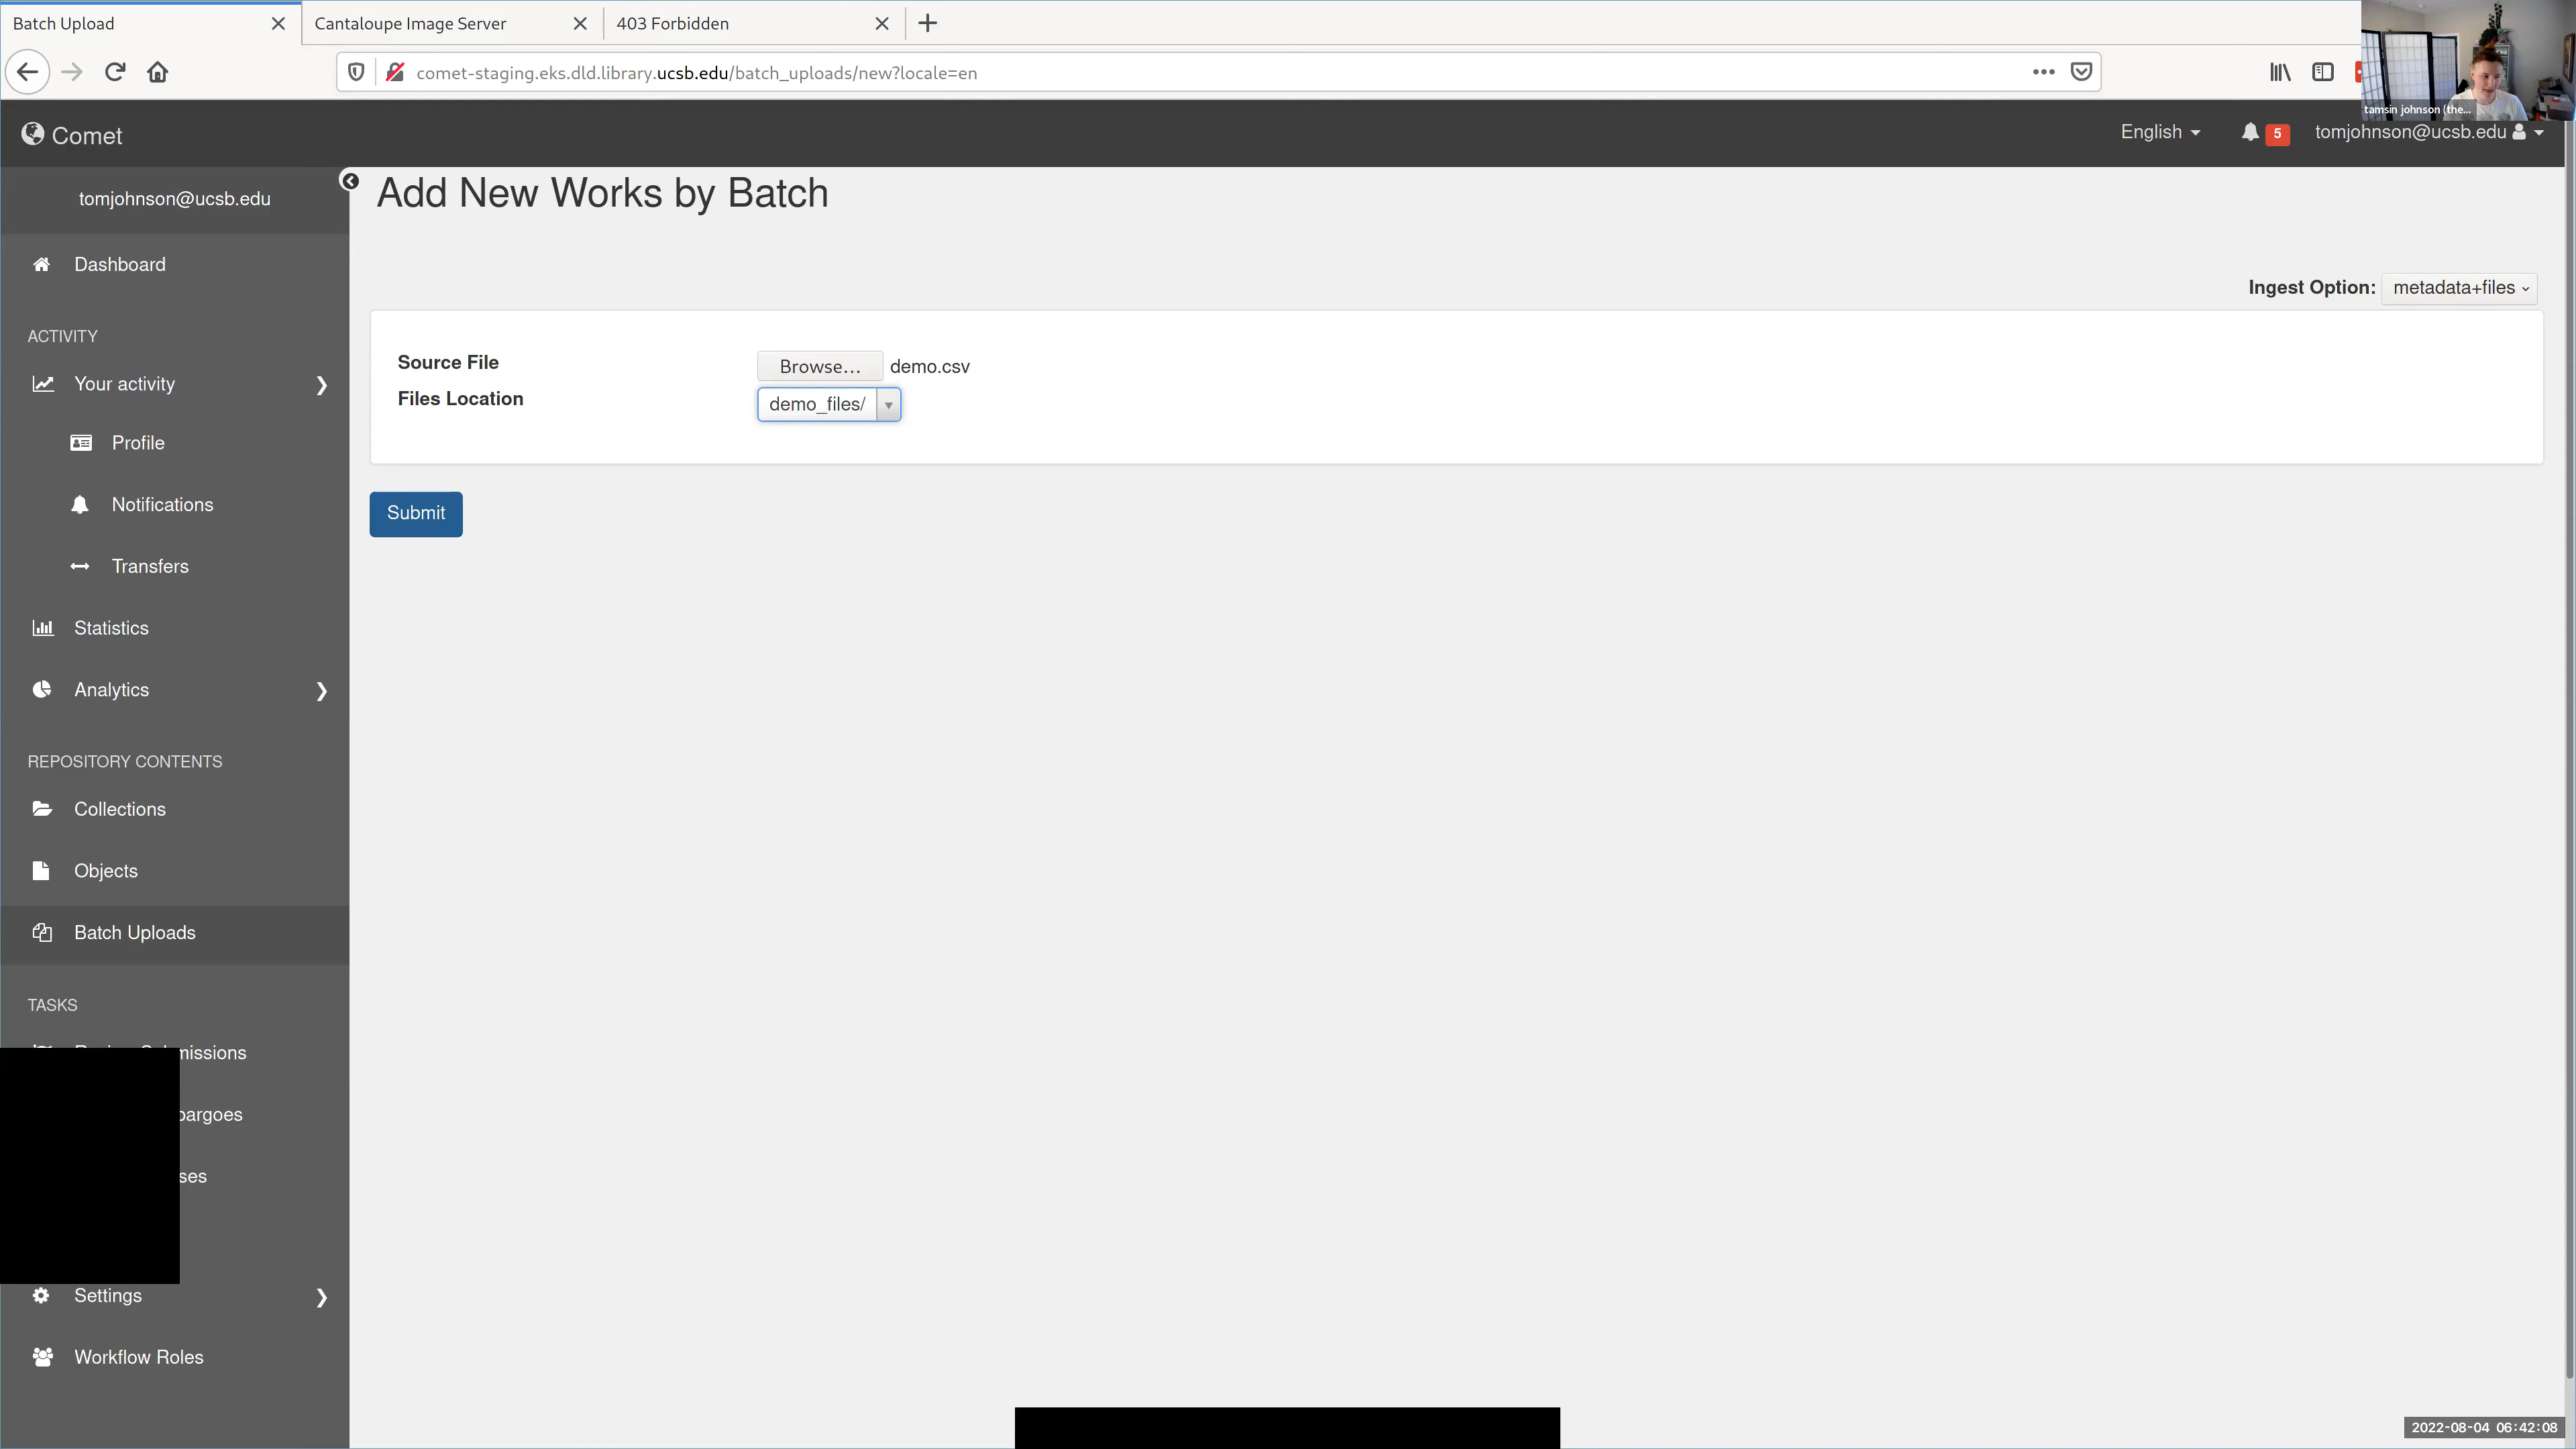 Batch Upload
Cantaloupe Image Server
403 Forbidden
comet-staging.eks.dld.library.ucsb.edu/batch_uploads/new?locale=en
tamsin johnson (the...
Comet
English
5
tomjohnson@ucsb.edu
tomjohnson@ucsb.edu
Add New Works by Batch
Dashboard
Ingest Option: metadata+files
ACTIVITY
Source File Browse... demo.csv
Your activity
Files Location demo_files/
Profile
Notifications
Submit
Transfers
Statistics
Analytics
REPOSITORY CONTENTS
Collections
Objects
Batch Uploads
TASKS
missions
bargoes
ses
Settings
Workflow Roles
2022-08-04 06:42:08